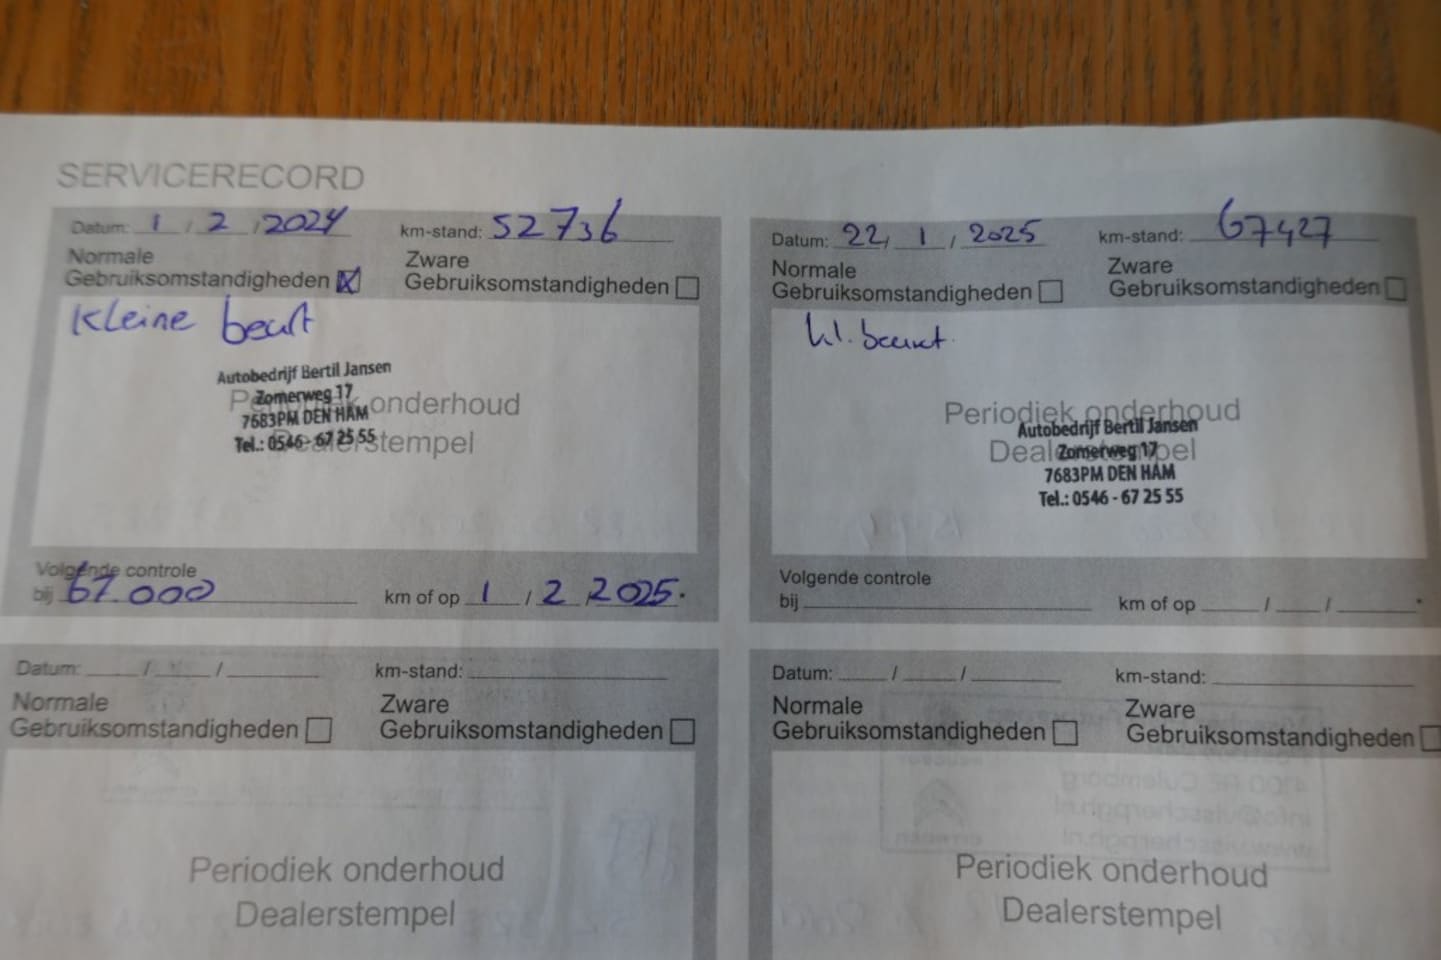 SERVICERECORD
Datum: 1 / 2 / 2024 km-stand: 52736
Normale Zware
Gebruiksomstandigheden Gebruiksomstandigheden
Kleine beurt
Autobedrijf Bertil Jansen
Zomerweg 17
7683PM DEN HAM
Tel.: 0546 - 67 25 55
Periodiek onderhoud
Dealerstempel
Volgende controle
bij 67.000 km of op 1 / 2 / 2025.
Datum: 22 / 1 / 2025 km-stand: 67427
Normale Zware
Gebruiksomstandigheden Gebruiksomstandigheden
kl. beurt.
Periodiek onderhoud
Dealerstempel
Autobedrijf Bertil Jansen
Zomerweg 17
7683PM DEN HAM
Tel.: 0546 - 67 25 55
Volgende controle
bij km of op / /
Datum: / / km-stand:
Normale Zware
Gebruiksomstandigheden Gebruiksomstandigheden
Periodiek onderhoud
Dealerstempel
Datum: / / km-stand:
Normale Zware
Gebruiksomstandigheden Gebruiksomstandigheden
Periodiek onderhoud
Dealerstempel